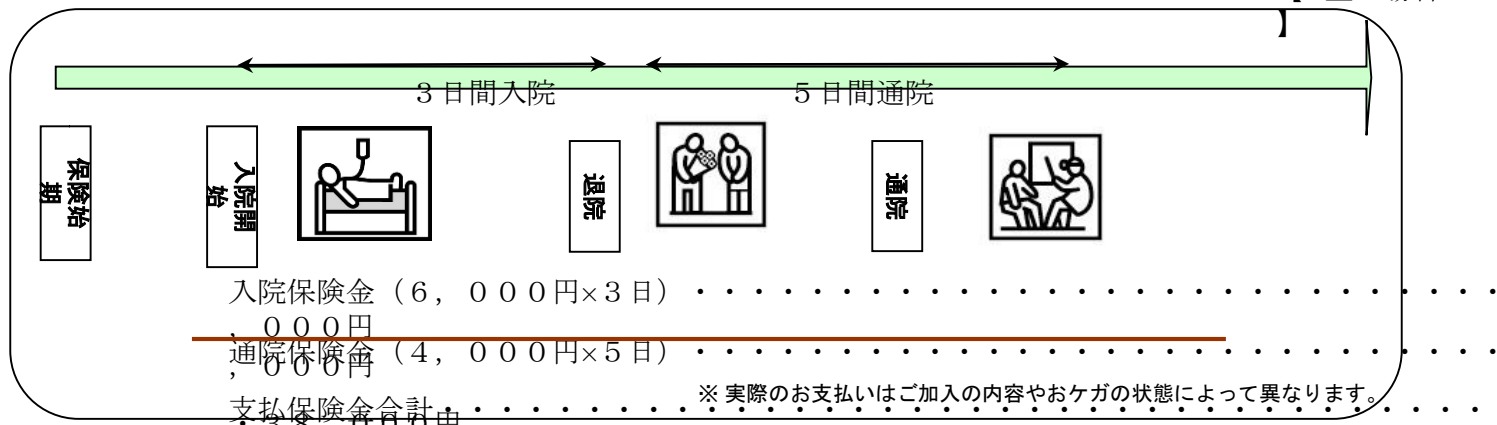 】
３日間入院
５日間通院
保険始期
入院開始
退院
通院
入院保険金（６，０００円×３日）・・・・・・・・・・・・・・・・・・・・・・・・・・・・
，０００円
通院保険金（４，０００円×５日）・・・・・・・・・・・・・・・・・・・・・・・・・・・・
，０００円
※実際のお支払いはご加入の内容やおケガの状態によって異なります。
支払保険金合計・・・・・・・・・・・・・・・・・・・・・・・・・・・・・・・・・・・・